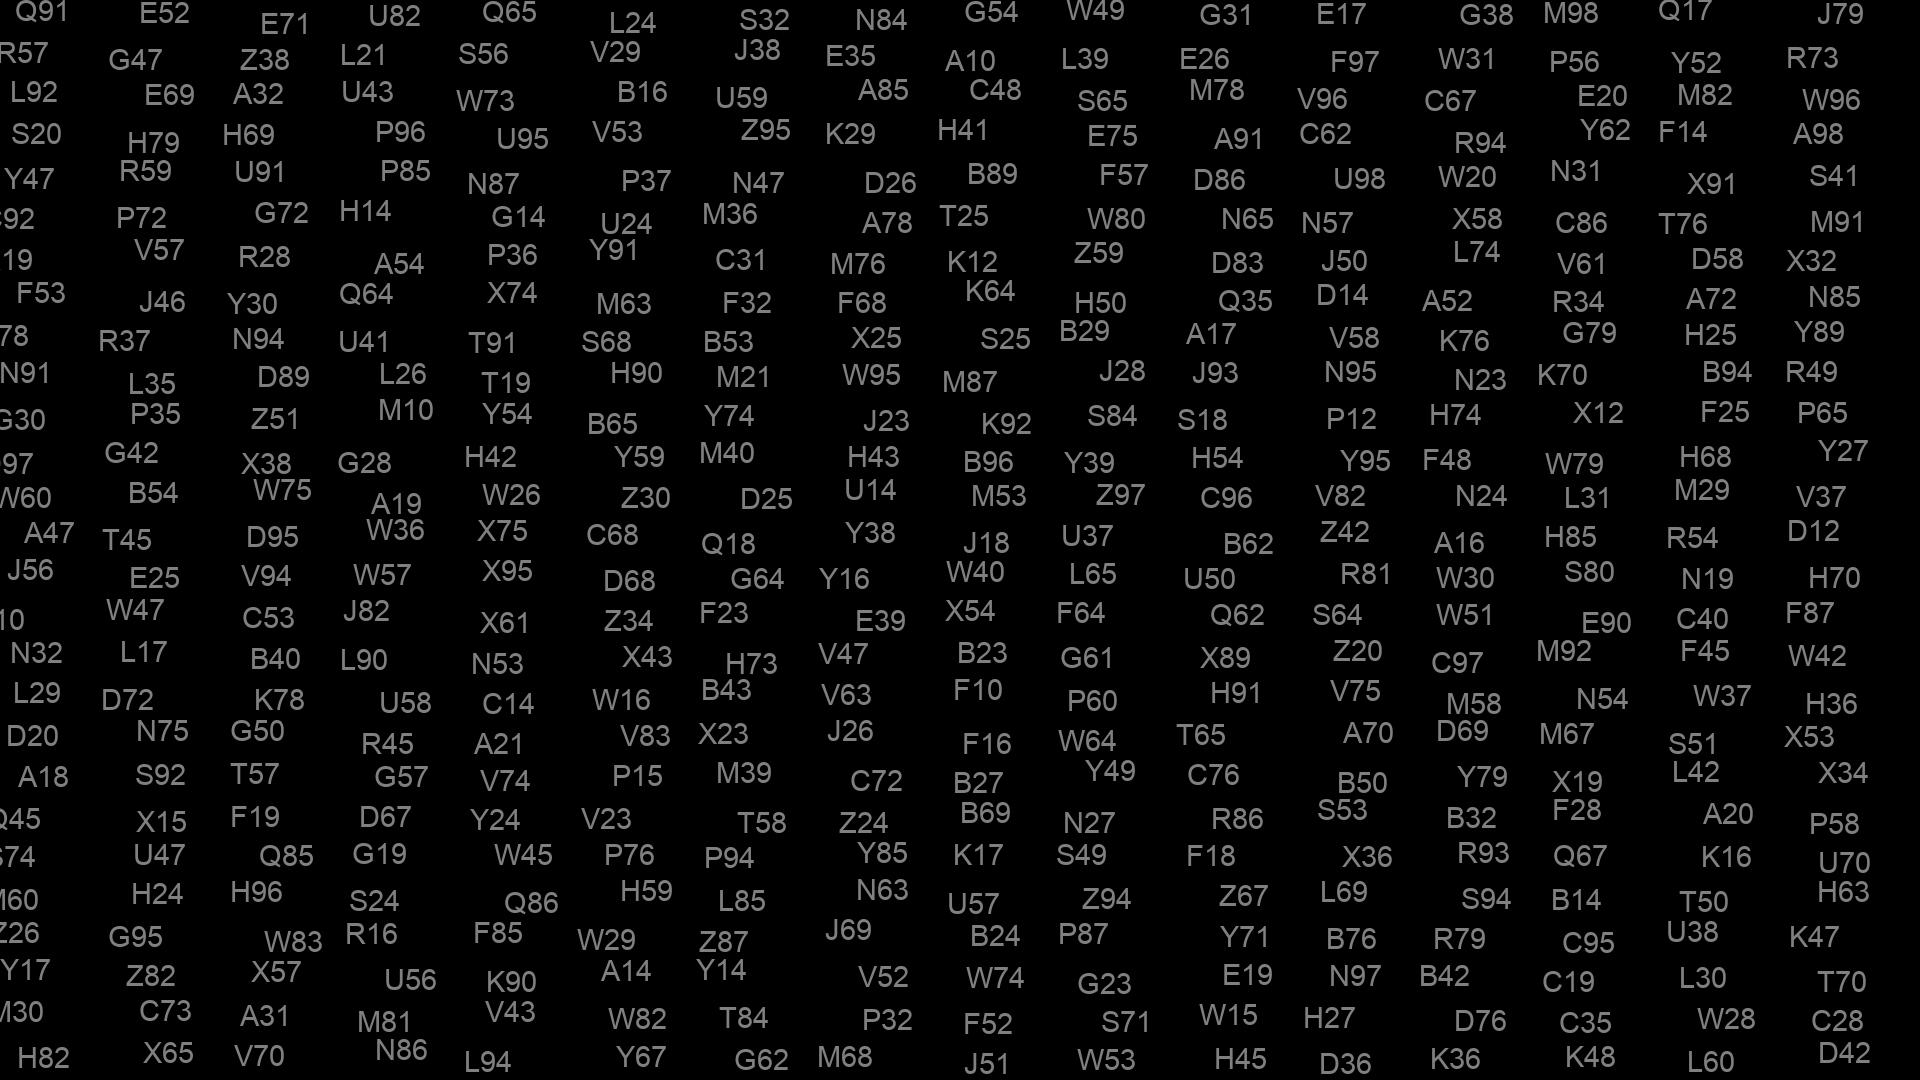 Q91 E52 E71 U82 Q65 L24 S32 N84 G54 W49 G31 E17 G38 M98 Q17 J79
R57 G47 Z38 L21 S56 V29 J38 E35 A10 L39 E26 F97 W31 P56 Y52 R73
L92 E69 A32 U43 W73 B16 U59 A85 C48 S65 M78 V96 C67 E20 M82 W96
S20 H79 H69 P96 U95 V53 Z95 K29 H41 E75 A91 C62 R94 Y62 F14 A98
Y47 R59 U91 P85 N87 P37 N47 D26 B89 F57 D86 U98 W20 N31 X91 S41
92 P72 G72 H14 G14 U24 M36 A78 T25 W80 N65 N57 X58 C86 T76 M91
19 V57 R28 A54 P36 Y91 C31 M76 K12 Z59 D83 J50 L74 V61 D58 X32
F53 J46 Y30 Q64 X74 M63 F32 F68 K64 H50 Q35 D14 A52 R34 A72 N85
78 R37 N94 U41 T91 S68 B53 X25 S25 B29 A17 V58 K76 G79 H25 Y89
N91 L35 D89 L26 T19 H90 M21 W95 M87 J28 J93 N95 N23 K70 B94 R49
G30 P35 Z51 M10 Y54 B65 Y74 J23 K92 S84 S18 P12 H74 X12 F25 P65
97 G42 X38 G28 H42 Y59 M40 H43 B96 Y39 H54 Y95 F48 W79 H68 Y27
W60 B54 W75 A19 W26 Z30 D25 U14 M53 Z97 C96 V82 N24 L31 M29 V37
A47 T45 D95 W36 X75 C68 Q18 Y38 J18 U37 B62 Z42 A16 H85 R54 D12
J56 E25 V94 W57 X95 D68 G64 Y16 W40 L65 U50 R81 W30 S80 N19 H70
10 W47 C53 J82 X61 Z34 F23 E39 X54 F64 Q62 S64 W51 E90 C40 F87
N32 L17 B40 L90 N53 X43 H73 V47 B23 G61 X89 Z20 C97 M92 F45 W42
L29 D72 K78 U58 C14 W16 B43 V63 F10 P60 H91 V75 M58 N54 W37 H36
D20 N75 G50 R45 A21 V83 X23 J26 F16 W64 T65 A70 D69 M67 S51 X53
A18 S92 T57 G57 V74 P15 M39 C72 B27 Y49 C76 B50 Y79 X19 L42 X34
Q45 X15 F19 D67 Y24 V23 T58 Z24 B69 N27 R86 S53 B32 F28 A20 P58
S74 U47 Q85 G19 W45 P76 P94 Y85 K17 S49 F18 X36 R93 Q67 K16 U70
M60 H24 H96 S24 Q86 H59 L85 N63 U57 Z94 Z67 L69 S94 B14 T50 H63
Z26 G95 W83 R16 F85 W29 Z87 J69 B24 P87 Y71 B76 R79 C95 U38 K47
Y17 Z82 X57 U56 K90 A14 Y14 V52 W74 G23 E19 N97 B42 C19 L30 T70
M30 C73 A31 M81 V43 W82 T84 P32 F52 S71 W15 H27 D76 C35 W28 C28
H82 X65 V70 N86 L94 Y67 G62 M68 J51 W53 H45 D36 K36 K48 L60 D42